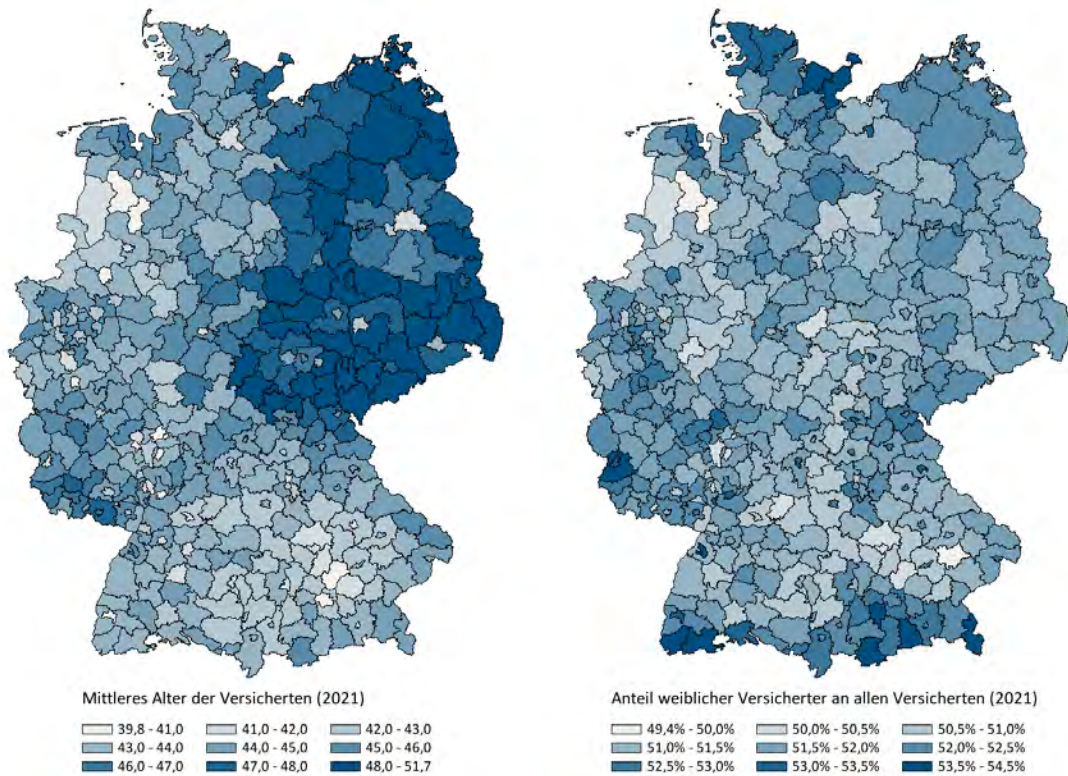 Mittleres Alter der Versicherten (2021)
39,8 - 41,0 41,0 - 42,0 42,0 - 43,0
43,0 - 44,0 44,0 - 45,0 45,0 - 46,0
46,0 - 47,0 47,0 - 48,0 48,0 - 51,7
Anteil weiblicher Versicherter an allen Versicherten (2021)
49,4% - 50,0% 50,0% - 50,5% 50,5% - 51,0%
51,0% - 51,5% 51,5% - 52,0% 52,0% - 52,5%
52,5% - 53,0% 53,0% - 53,5% 53,5% - 54,5%